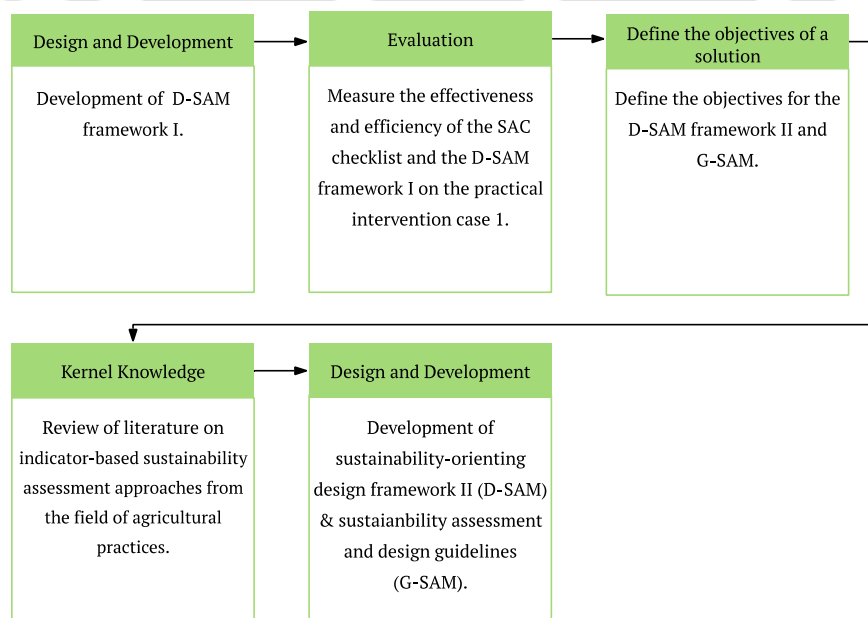 Design and Development
Development of D-SAM
framework I.
Evaluation
Measure the effectiveness
and efficiency of the SAC
checklist and the D-SAM
framework I on the practical
intervention case 1.
Define the objectives of a
solution
Define the objectives for the
D-SAM framework II and
G-SAM.
Kernel Knowledge
Review of literature on
indicator-based sustainability
assessment approaches from
the field of agricultural
practices.
Design and Development
Development of
sustainability-orienting
design framework II (D-SAM)
& sustaianbility assessment
and design guidelines
(G-SAM).